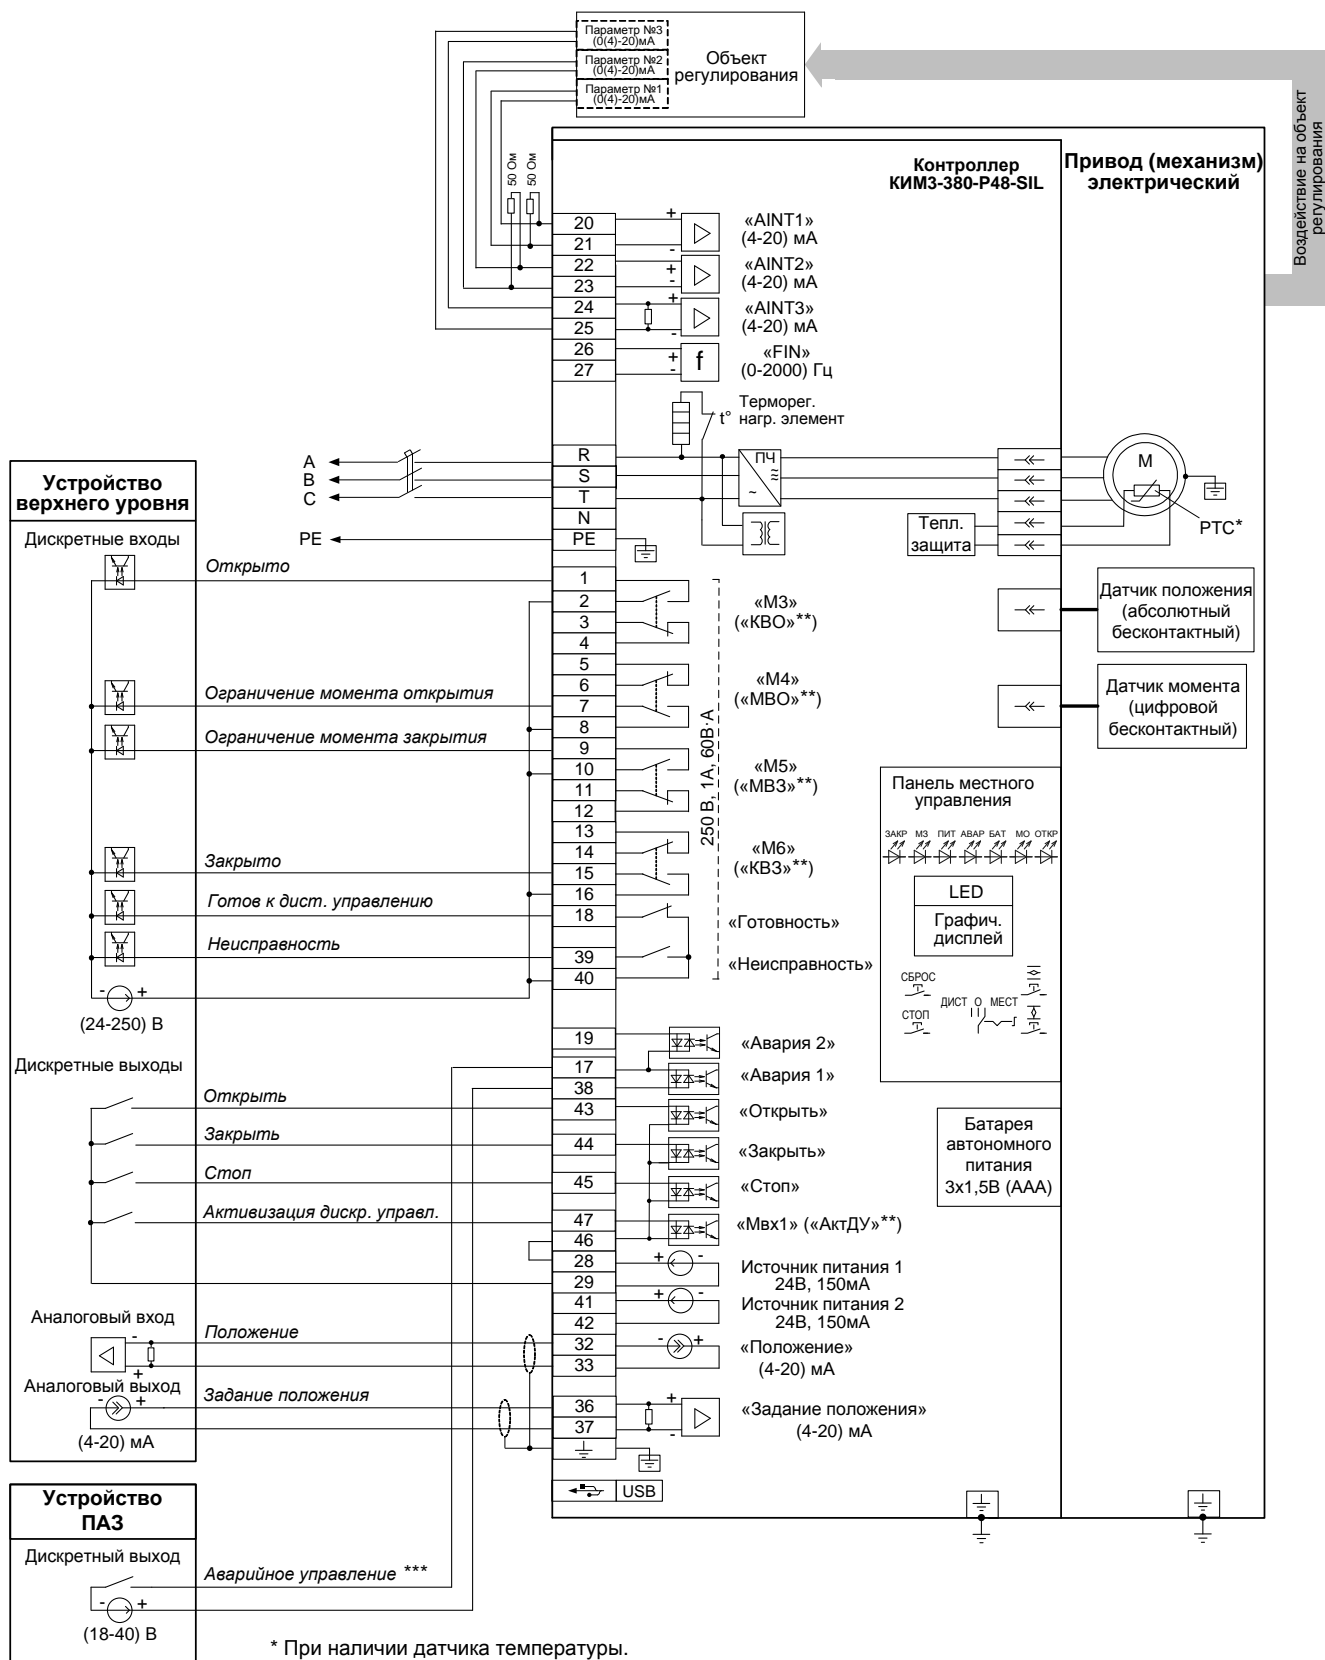 Параметр №3
(0(4)-20)мА
Параметр №2
(0(4)-20)мА
Параметр №1
(0(4)-20)мА
Объект
регулирования
Воздействие на объект
регулирования
50 Ом
50 Ом
Контроллер
КИМ3-380-Р48-SIL
Привод (механизм)
электрический
20
21
22
23
24
25
26
27
+
-
«AINT1»
(4-20) мА
+
-
«AINT2»
(4-20) мА
+
-
«AINT3»
(4-20) мА
+
-
f
«FIN»
(0-2000) Гц
t°
Терморег.
нагр. элемент
A
B
C
PE
R
S
T
N
PE
ПЧ
~
≈
М
PTC*
Тепл.
защита
Устройство
верхнего уровня
Дискретные входы
Открыто
Ограничение момента открытия
Ограничение момента закрытия
Закрыто
Готов к дист. управлению
Неисправность
- +
(24-250) В
1
2
3
4
5
6
7
8
9
10
11
12
13
14
15
16
18
39
40
«М3»
(«КВО»**)
«М4»
(«МВО»**)
«М5»
(«МВЗ»**)
«М6»
(«КВЗ»**)
«Готовность»
«Неисправность»
250 В, 1А, 60В·А
Датчик положения
(абсолютный
бесконтактный)
Датчик момента
(цифровой
бесконтактный)
Панель местного
управления
ЗАКР МЗ ПИТ АВАР БАТ МО ОТКР
LED
Графич.
дисплей
СБРОС
СТОП
ДИСТ О МЕСТ
Дискретные выходы
Открыть
Закрыть
Стоп
Активизация дискр. управл.
19
17
38
43
44
45
47
46
28
29
41
42
32
33
36
37
«Авария 2»
«Авария 1»
«Открыть»
«Закрыть»
«Стоп»
«Мвх1» («АктДУ»**)
+ -
Источник питания 1
24В, 150мА
+ -
Источник питания 2
24В, 150мА
- +
«Положение»
(4-20) мА
+
-
«Задание положения»
(4-20) мА
Батарея
автономного
питания
3х1,5В (ААА)
Аналоговый вход
-
+
Положение
Аналоговый выход
- +
Задание положения
(4-20) мА
USB
Устройство
ПАЗ
Дискретный выход
Аварийное управление ***
- +
(18-40) В
* При наличии датчика температуры.